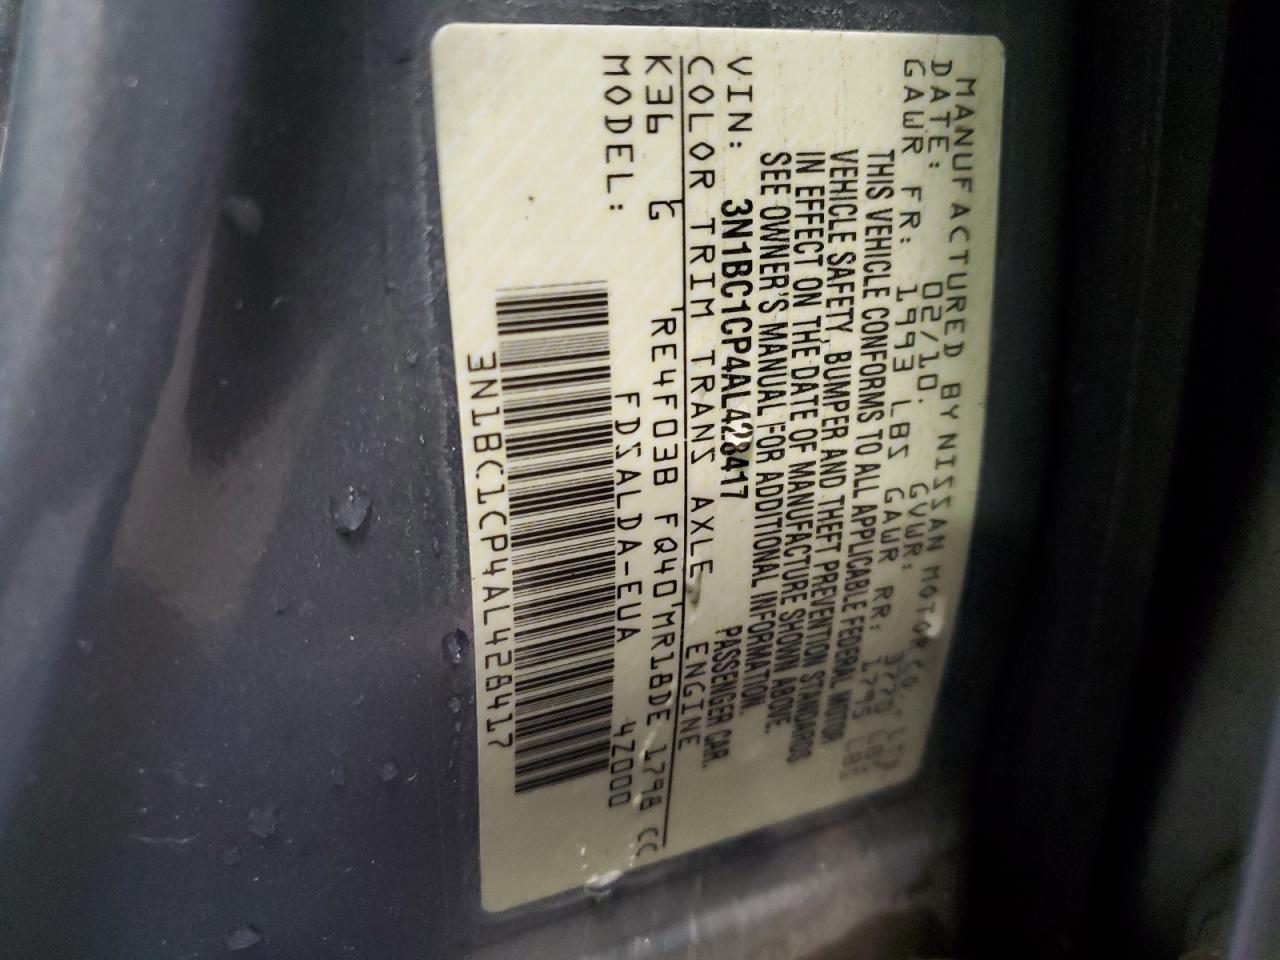 MANUFACTURED BY NISSAN MOTOR CO., LTD.
DATE: 02/10. GVWR: 3729 LBS
GAWR FR: 1993 LBS GAWR RR: 1795 LBS
THIS VEHICLE CONFORMS TO ALL APPLICABLE FEDERAL MOTOR
VEHICLE SAFETY, BUMPER AND THEFT PREVENTION STANDARDS
IN EFFECT ON THE DATE OF MANUFACTURE SHOWN ABOVE.
SEE OWNER'S MANUAL FOR ADDITIONAL INFORMATION.
VIN: 3N1BC1CP4AL428417 PASSENGER CAR.
COLOR TRIM TRANS AXLE ENGINE
K36 G RE4F03B FQ40 MR18DE 1798 CC
MODEL: FDSALDA-EUA 4Z000
3N1BC1CP4AL428417